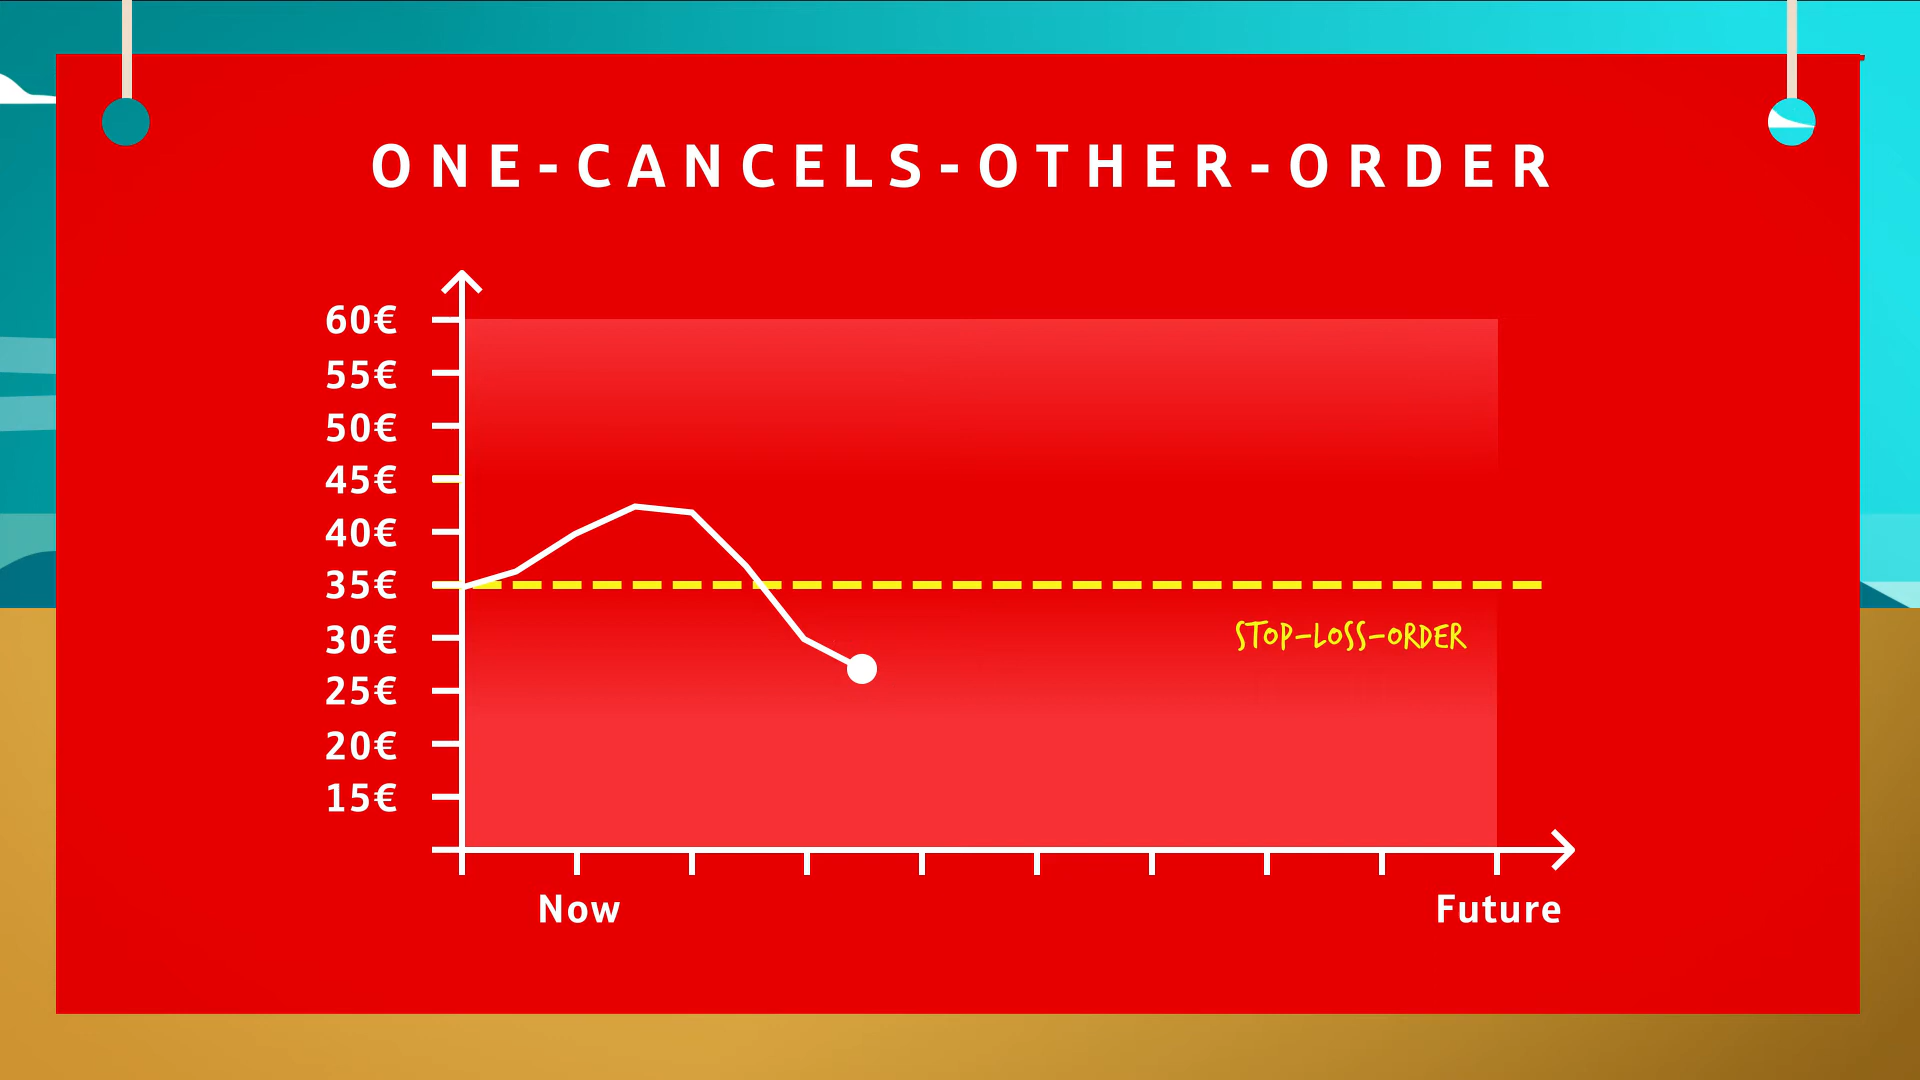 ONE-CANCELS-OTHER-ORDER
60€
55€
50€
45€
40€
35€
30€
25€
20€
15€
STOP-LOSS-ORDER
Now
Future